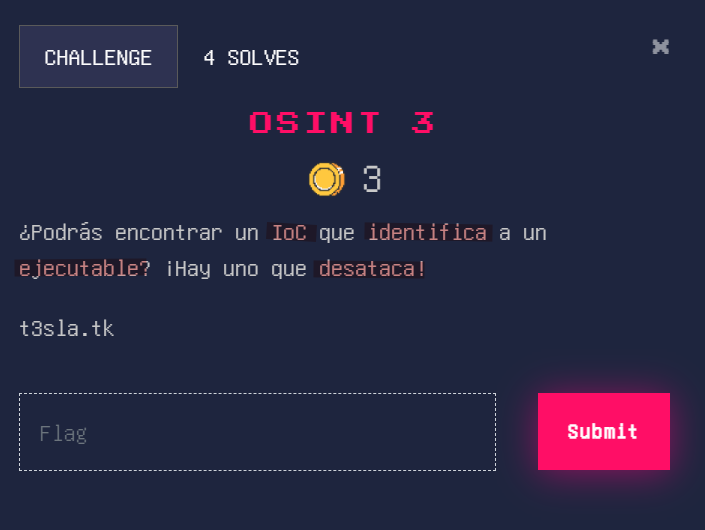 CHALLENGE
4 SOLVES
×
OSINT 3
3
¿Podrás encontrar un IoC que identifica a un
ejecutable? ¡Hay uno que desataca!
t3sla.tk
Flag
Submit